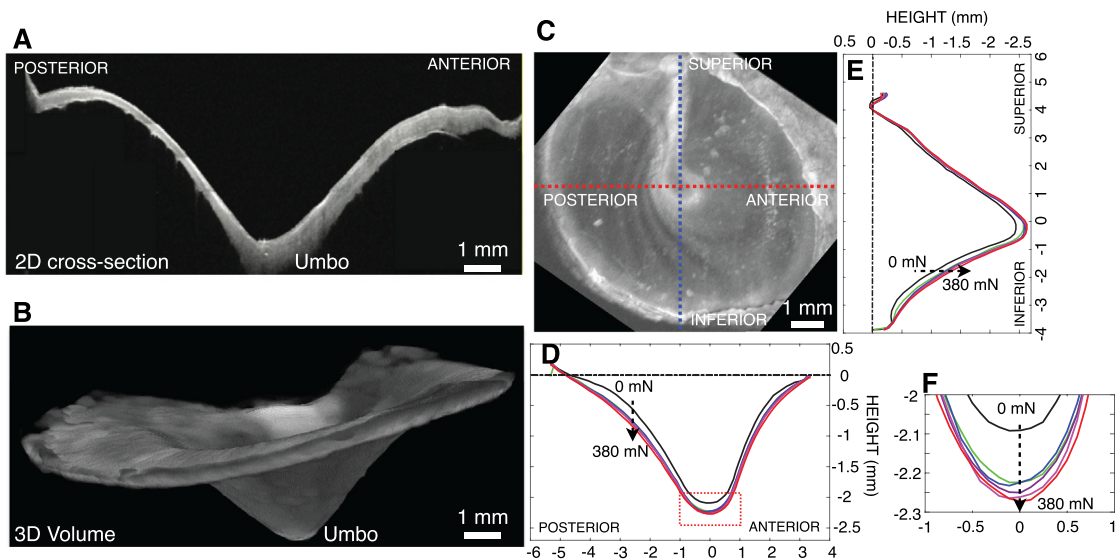 A
POSTERIOR
ANTERIOR
2D cross-section
Umbo
1 mm
B
3D Volume
Umbo
1 mm
C
SUPERIOR
POSTERIOR
ANTERIOR
INFERIOR
1 mm
HEIGHT (mm)
0.5 0 -0.5 -1 -1.5 -2 -2.5
E
6
5
4
3
2
1
0
-1
-2
-3
-4
SUPERIOR
INFERIOR
0 mN
380 mN
D
0.5
0
-0.5
-1
-1.5
-2
-2.5
HEIGHT (mm)
0 mN
380 mN
POSTERIOR
ANTERIOR
-6 -5 -4 -3 -2 -1 0 1 2 3 4
F
-2
-2.1
-2.2
-2.3
0 mN
380 mN
-1 -0.5 0 0.5 1